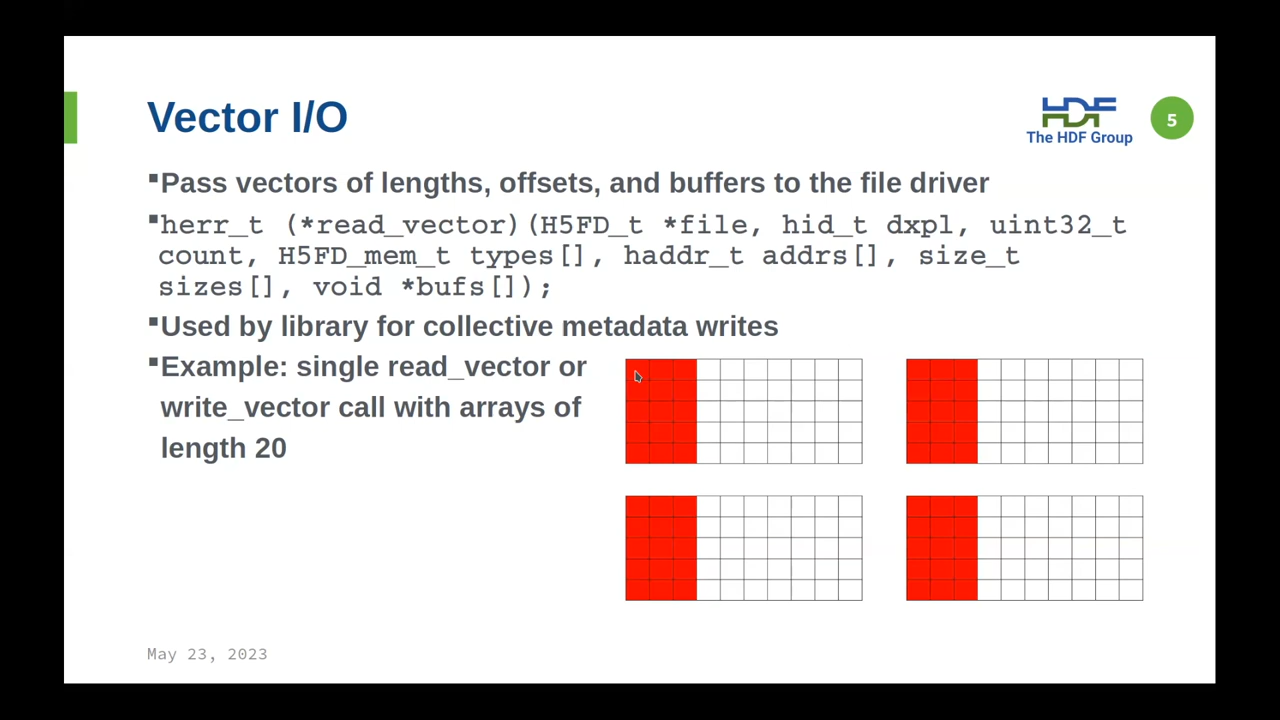 Vector I/O
HDF
The HDF Group
5
▪Pass vectors of lengths, offsets, and buffers to the file driver
▪herr_t (*read_vector)(H5FD_t *file, hid_t dxpl, uint32_t
count, H5FD_mem_t types[], haddr_t addrs[], size_t
sizes[], void *bufs[]);
▪Used by library for collective metadata writes
▪Example: single read_vector or
write_vector call with arrays of
length 20
May 23, 2023